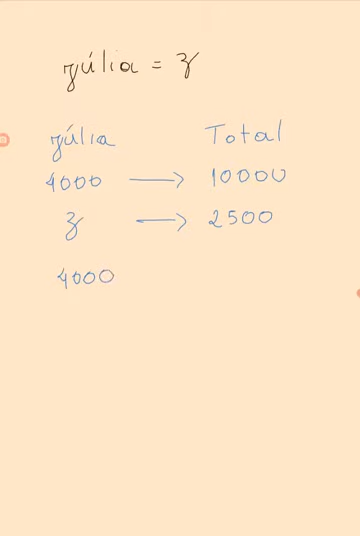 júlia = z
júlia Total
4000 → 10000
z → 2500
4000